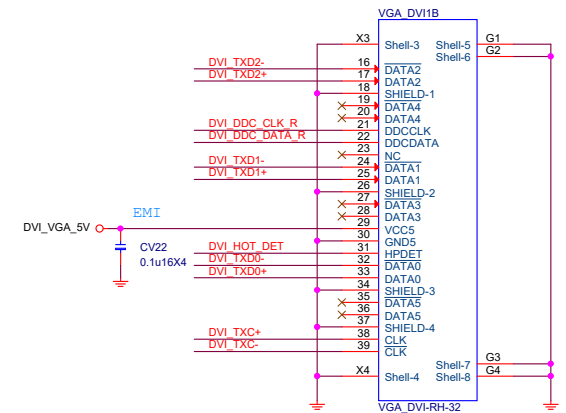 VGA_DVI1B
X3 Shell-3 Shell-5 G1
Shell-6 G2
DVI_TXD2- 16 DATA2
DVI_TXD2+ 17 DATA2
18 SHIELD-1
19 DATA4
20 DATA4
DVI_DDC_CLK_R 21 DDCCLK
DVI_DDC_DATA_R 22 DDCDATA
23 NC
DVI_TXD1- 24 DATA1
DVI_TXD1+ 25 DATA1
26 SHIELD-2
27 DATA3
28 DATA3
EMI
DVI_VGA_5V 29 VCC5
30 GND5
CV22
0.1u16X4
DVI_HOT_DET 31 HPDET
DVI_TXD0- 32 DATA0
DVI_TXD0+ 33 DATA0
34 SHIELD-3
35 DATA5
36 DATA5
37 SHIELD-4
DVI_TXC+ 38 CLK
DVI_TXC- 39 CLK
Shell-7 G3
X4 Shell-4 Shell-8 G4
VGA_DVI-RH-32